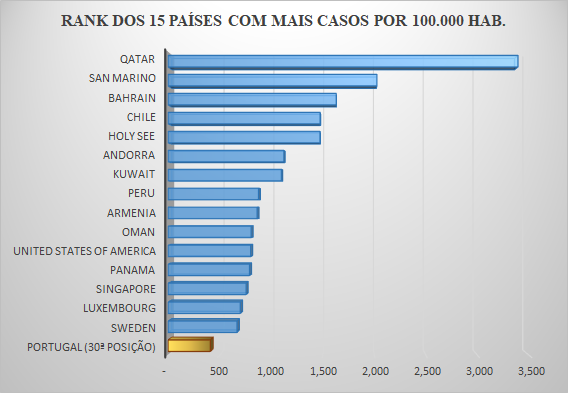 RANK DOS 15 PAÍSES COM MAIS CASOS POR 100.000 HAB.
QATAR
SAN MARINO
BAHRAIN
CHILE
HOLY SEE
ANDORRA
KUWAIT
PERU
ARMENIA
OMAN
UNITED STATES OF AMERICA
PANAMA
SINGAPORE
LUXEMBOURG
SWEDEN
PORTUGAL (30ª POSIÇÃO)
- 500 1,000 1,500 2,000 2,500 3,000 3,500